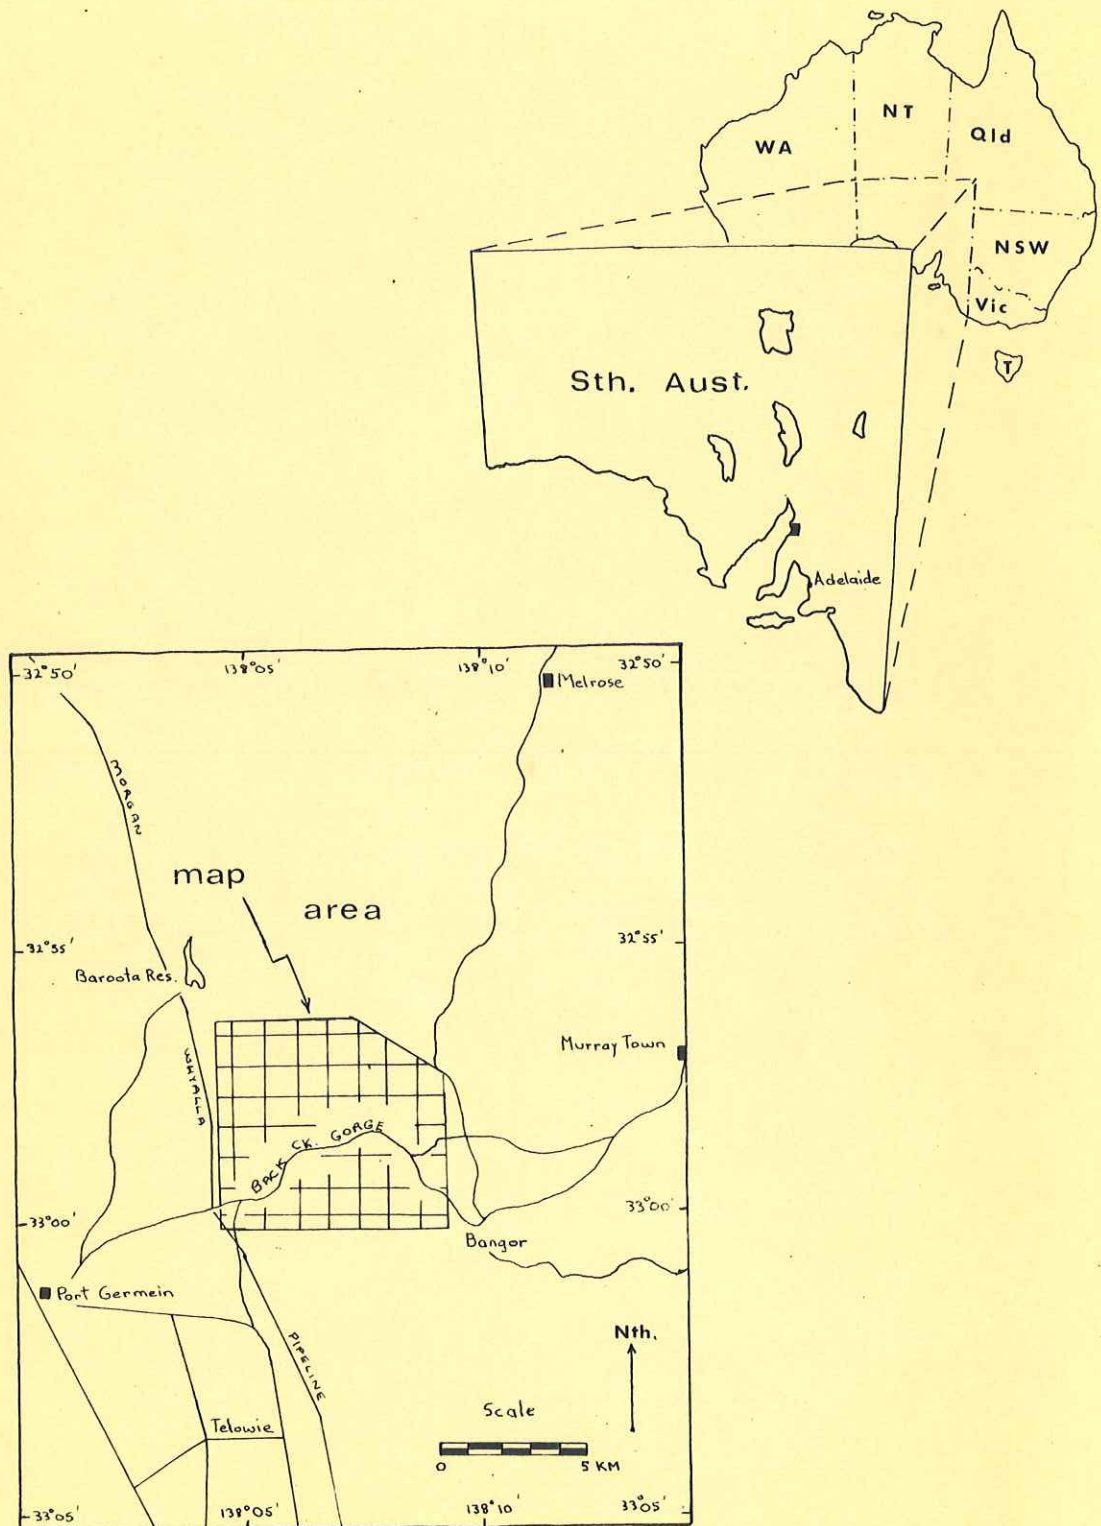 NT
WA
Qld
NSW
Vic
T
Sth. Aust.
Adelaide
32°50'
138°05'
138°10'
32°50'
Melrose
MORGAN
map
area
32°55'
32°55'
Baroota Res.
Murray Town
WHYALLA
BACK CK. GORGE
33°00'
33°00'
Bangor
Port Germein
Nth.
PIPELINE
Scale
Telowie
0 5 KM
33°05'
138°05'
138°10'
33°05'